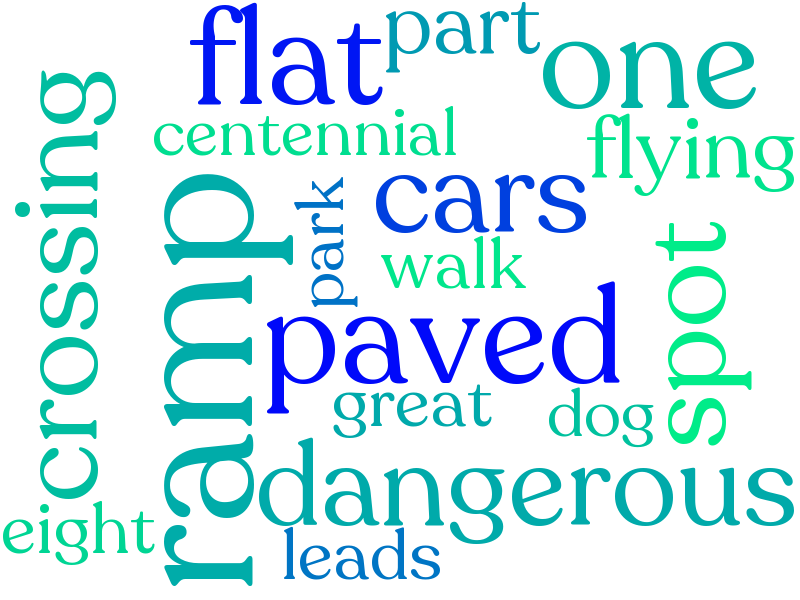 flat
part
one
centennial
flying
crossing
ramp
park
cars
walk
spot
paved
great
dog
dangerous
eight
leads